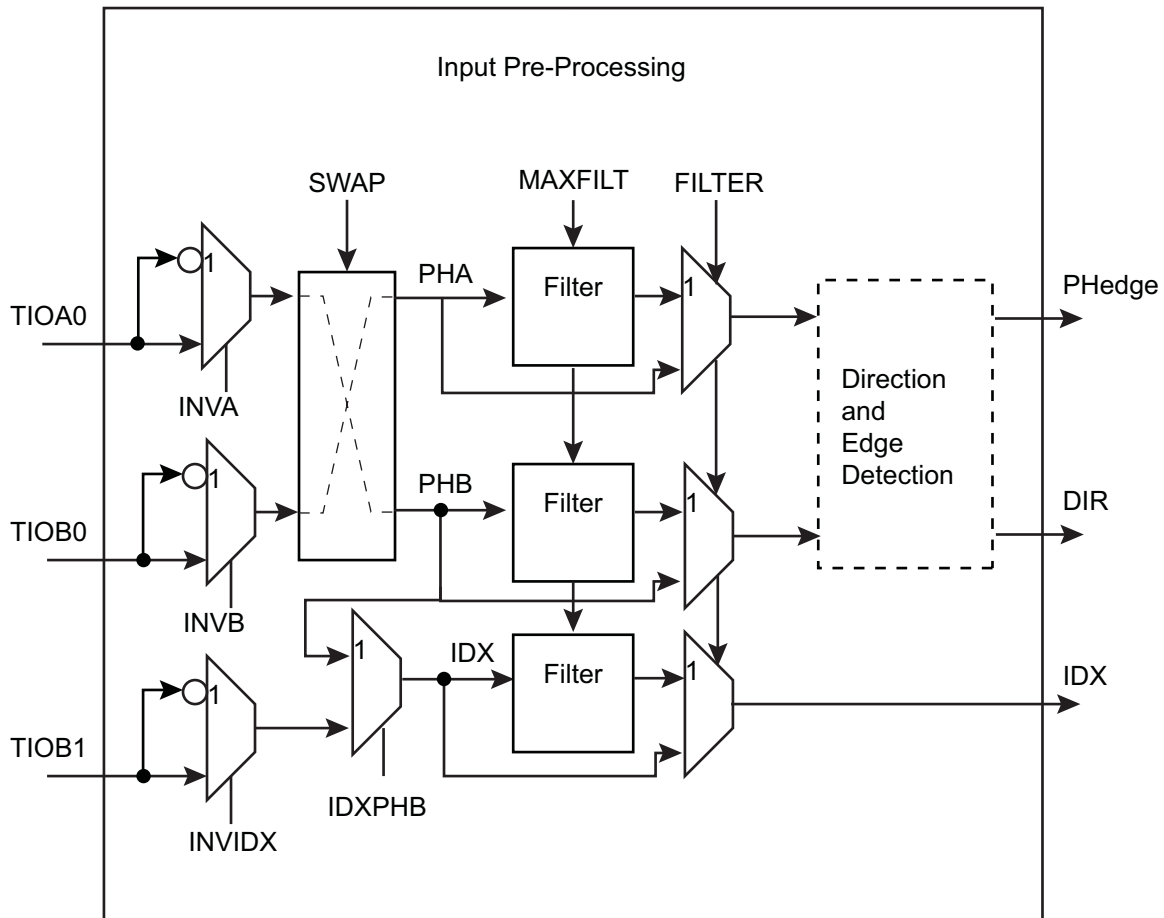 Input Pre-Processing
SWAP
MAXFILT
FILTER
1
PHA
Filter
1
PHedge
TIOA0
INVA
Direction
and
Edge
Detection
1
PHB
Filter
1
DIR
TIOB0
INVB
1
IDX
Filter
1
IDX
1
TIOB1
IDXPHB
INVIDX